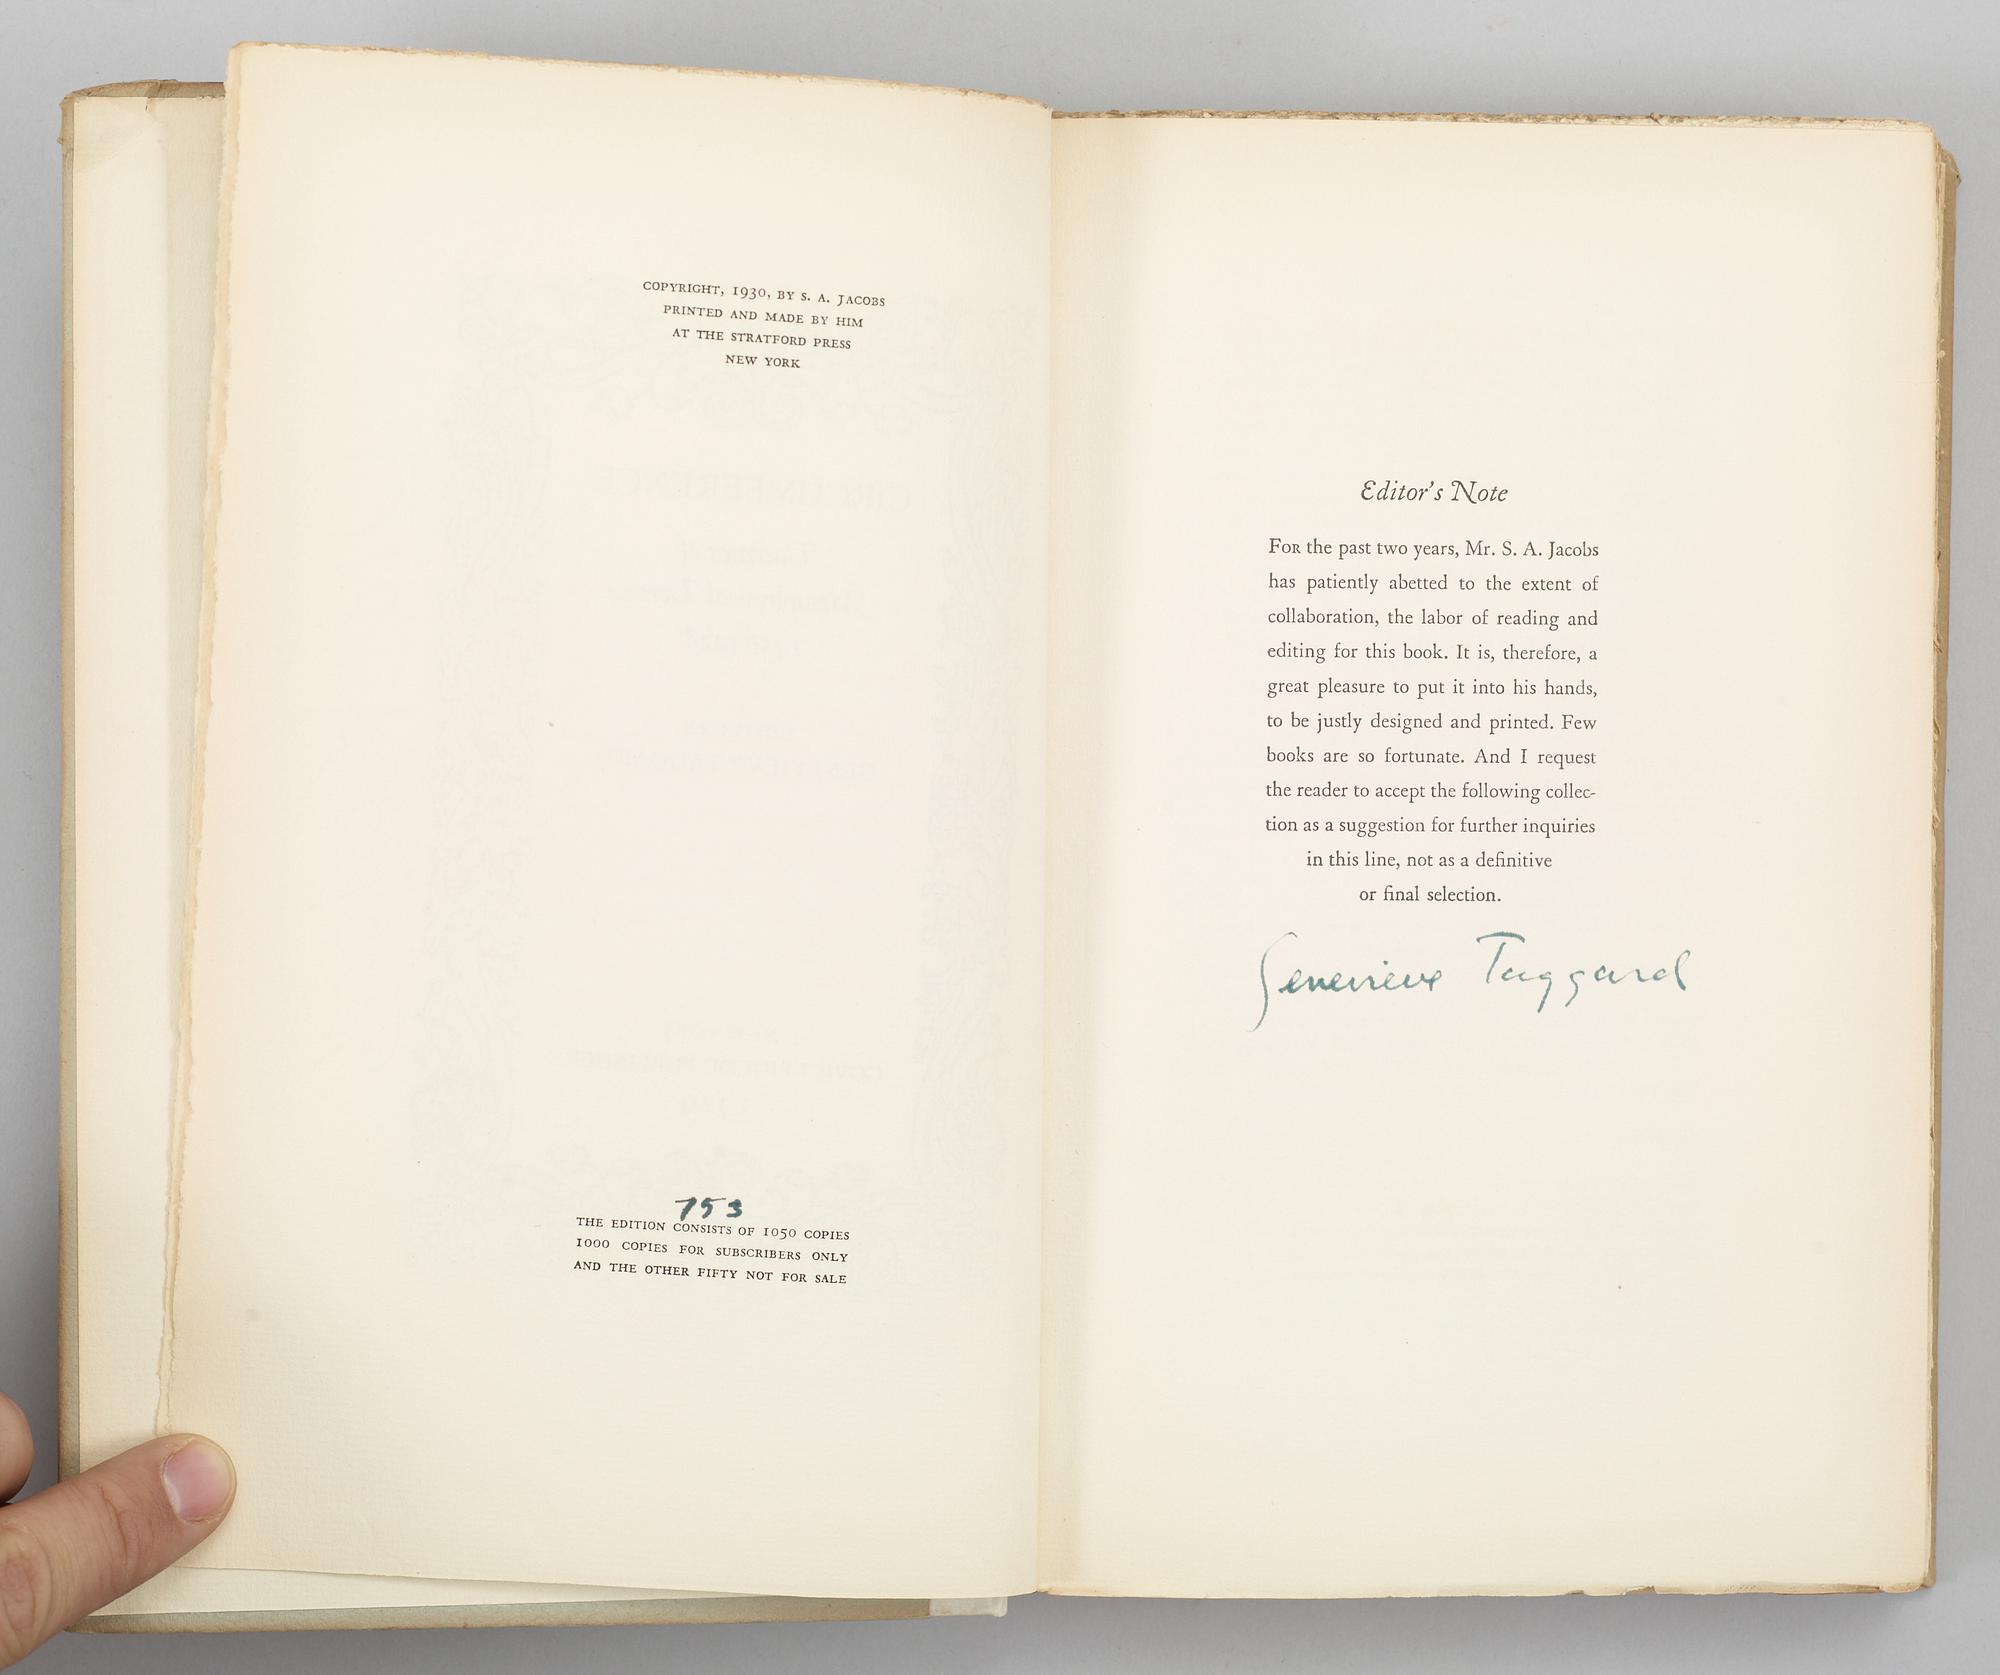 COPYRIGHT, 1930, BY S. A. JACOBS
PRINTED AND MADE BY HIM
AT THE STRATFORD PRESS
NEW YORK
753
THE EDITION CONSISTS OF 1050 COPIES
1000 COPIES FOR SUBSCRIBERS ONLY
AND THE OTHER FIFTY NOT FOR SALE
Editor's Note
FOR the past two years, Mr. S. A. Jacobs
has patiently abetted to the extent of
collaboration, the labor of reading and
editing for this book. It is, therefore, a
great pleasure to put it into his hands,
to be justly designed and printed. Few
books are so fortunate. And I request
the reader to accept the following collec-
tion as a suggestion for further inquiries
in this line, not as a definitive
or final selection.
Genevieve Taggard